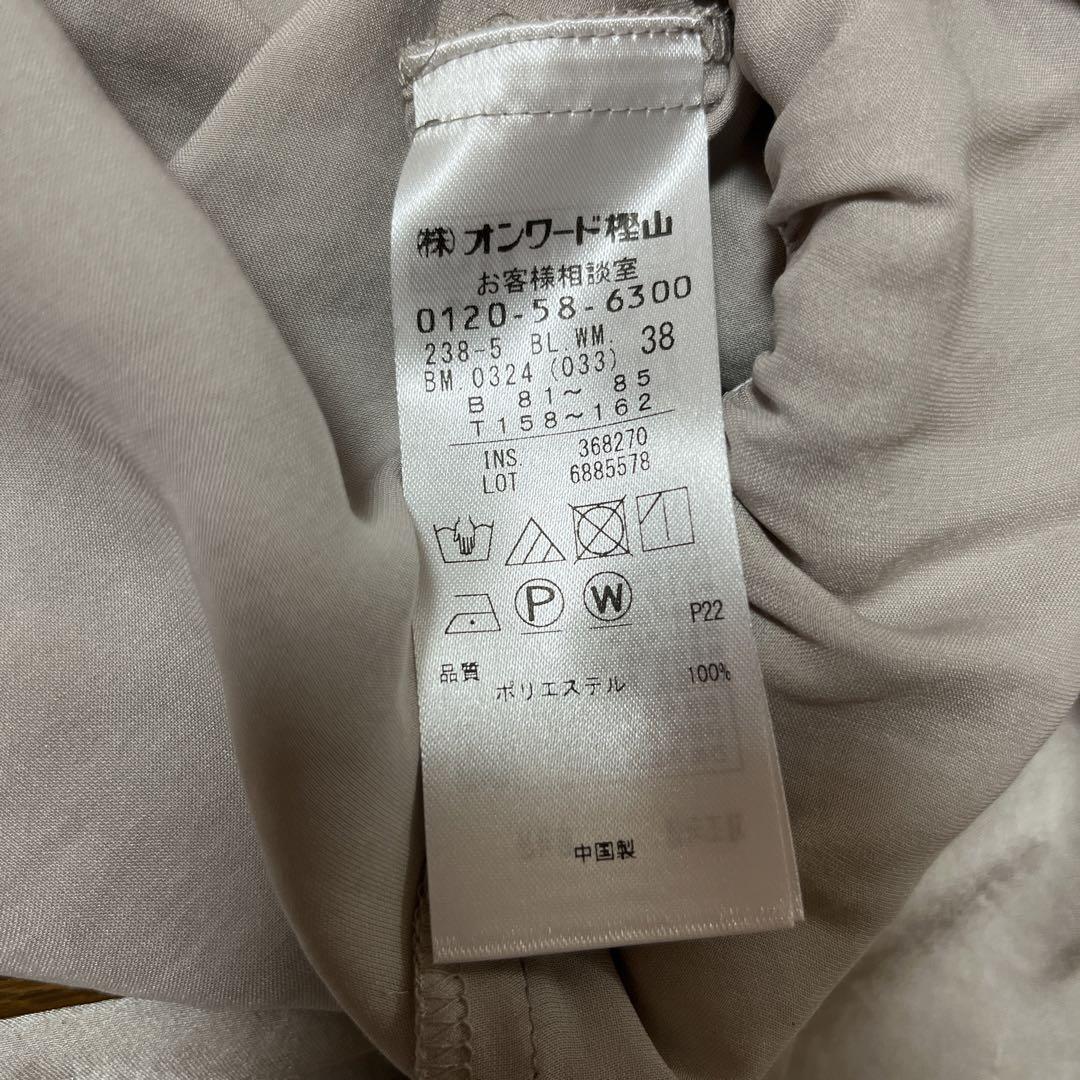 ㈱オンワード樫山
お客様相談室
0120-58-6300
238-5 BL.WM. 38
BM 0324 (033)
B 81～ 85
T158～162
INS. 368270
LOT 6885578
P W
P22
品質
ポリエステル 100%
中国製